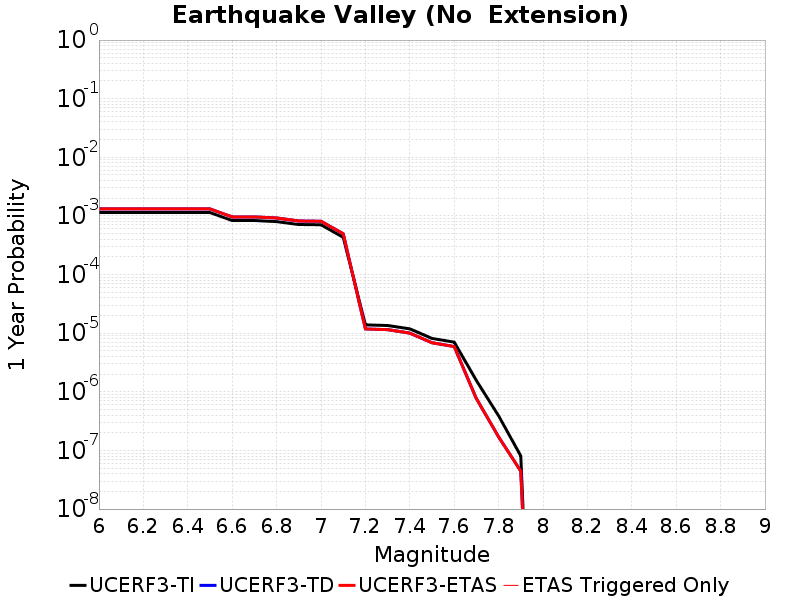 Earthquake Valley (No  Extension)
10^0
10^-1
10^-2
10^-3
10^-4
10^-5
10^-6
10^-7
10^-8
1 Year Probability
6 6.2 6.4 6.6 6.8 7 7.2 7.4 7.6 7.8 8 8.2 8.4 8.6 8.8 9
Magnitude
UCERF3-TI UCERF3-TD UCERF3-ETAS ETAS Triggered Only